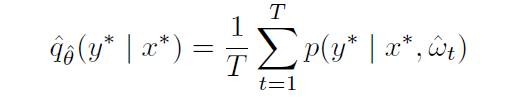 q̂_θ̂(y* | x*) = 1/T ∑_{t=1}^{T} p(y* | x*, ω̂_t)